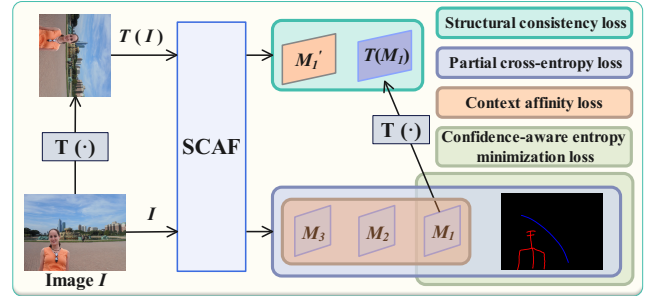 T(I)
SCAF
M₁′
T(M₁)
Structural consistency loss
Partial cross-entropy loss
Context affinity loss
Confidence-aware entropy
minimization loss
T(·)
T(·)
I
M₃
M₂
M₁
Image I